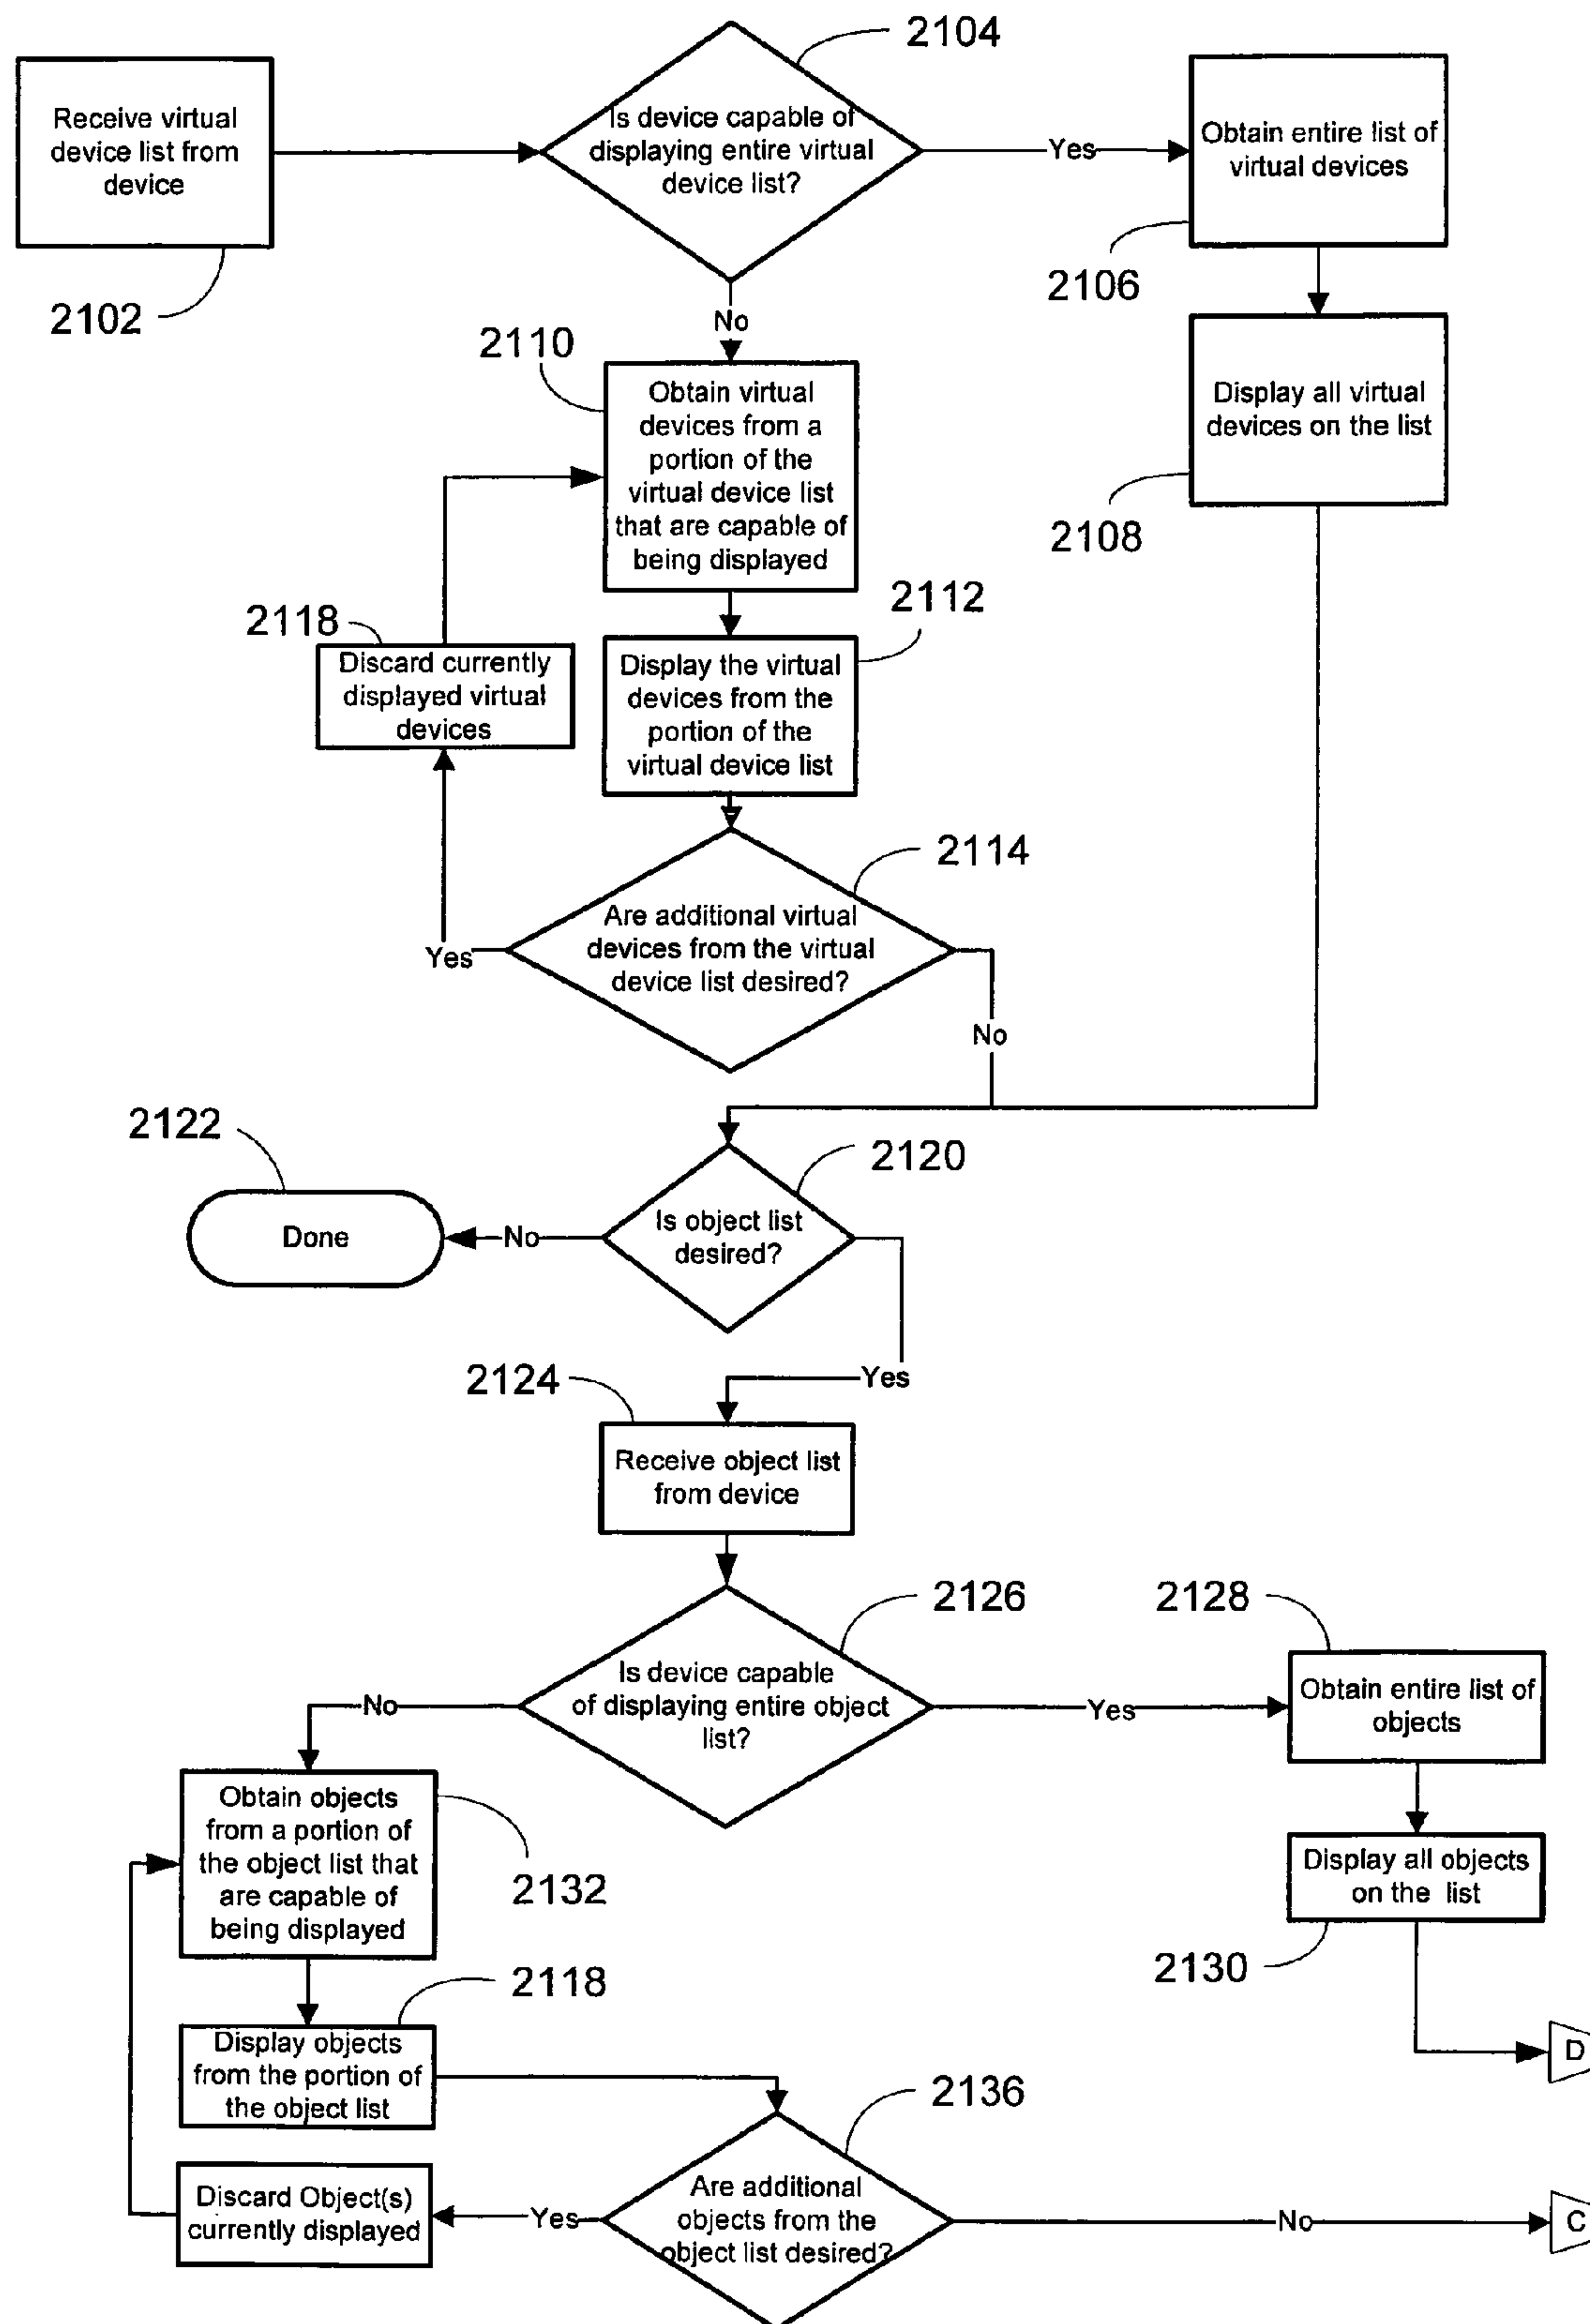 2104
Receive virtual
device list from
device
Is device capable of
displaying entire virtual
device list?
Yes
Obtain entire list of
virtual devices
2102
2106
No
2110
Obtain virtual
devices from a
portion of the
virtual device list
that are capable of
being displayed
Display all virtual
devices on the list
2108
2118
Discard currently
displayed virtual
devices
2112
Display the virtual
devices from the
portion of the
virtual device list
2114
Are additional virtual
devices from the virtual
device list desired?
Yes
No
2122
2120
Done
No
Is object list
desired?
Yes
2124
Receive object list
from device
2126
2128
Is device capable
of displaying entire object
list?
No
Yes
Obtain entire list of
objects
Obtain objects
from a portion of
the object list that
are capable of
being displayed
2132
Display all objects
on the list
2130
2118
Display objects
from the portion of
the object list
D
2136
Discard Object(s)
currently displayed
Yes
Are additional
objects from the
object list desired?
No
C